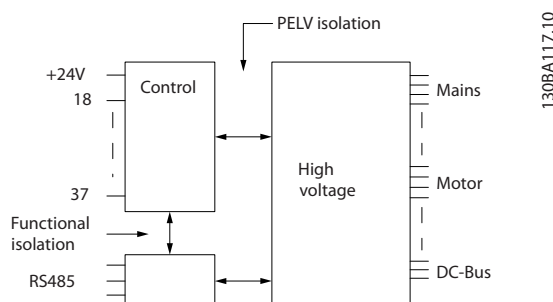 PELV isolation
+24V
Control
18
Mains
High
voltage
37
Motor
Functional
isolation
RS485
DC-Bus
130BA117.10